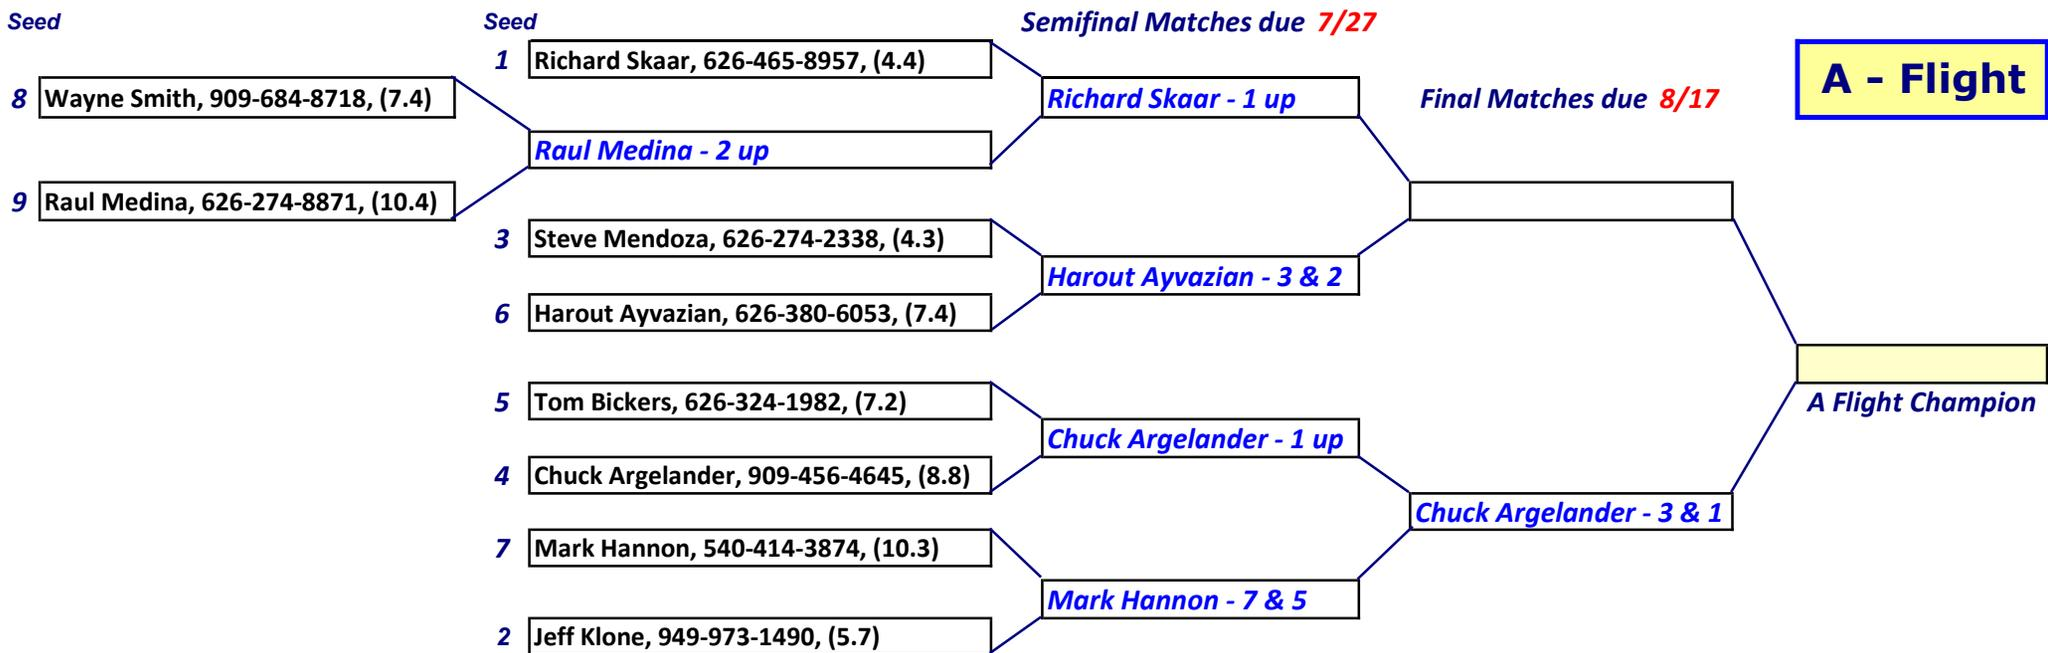 Seed
Seed
Semifinal Matches due 7/27
1 Richard Skaar, 626-465-8957, (4.4)
A - Flight
8 Wayne Smith, 909-684-8718, (7.4)
Richard Skaar - 1 up
Final Matches due 8/17
Raul Medina - 2 up
9 Raul Medina, 626-274-8871, (10.4)
3 Steve Mendoza, 626-274-2338, (4.3)
Harout Ayvazian - 3 & 2
6 Harout Ayvazian, 626-380-6053, (7.4)
5 Tom Bickers, 626-324-1982, (7.2)
A Flight Champion
Chuck Argelander - 1 up
4 Chuck Argelander, 909-456-4645, (8.8)
Chuck Argelander - 3 & 1
7 Mark Hannon, 540-414-3874, (10.3)
Mark Hannon - 7 & 5
2 Jeff Klone, 949-973-1490, (5.7)